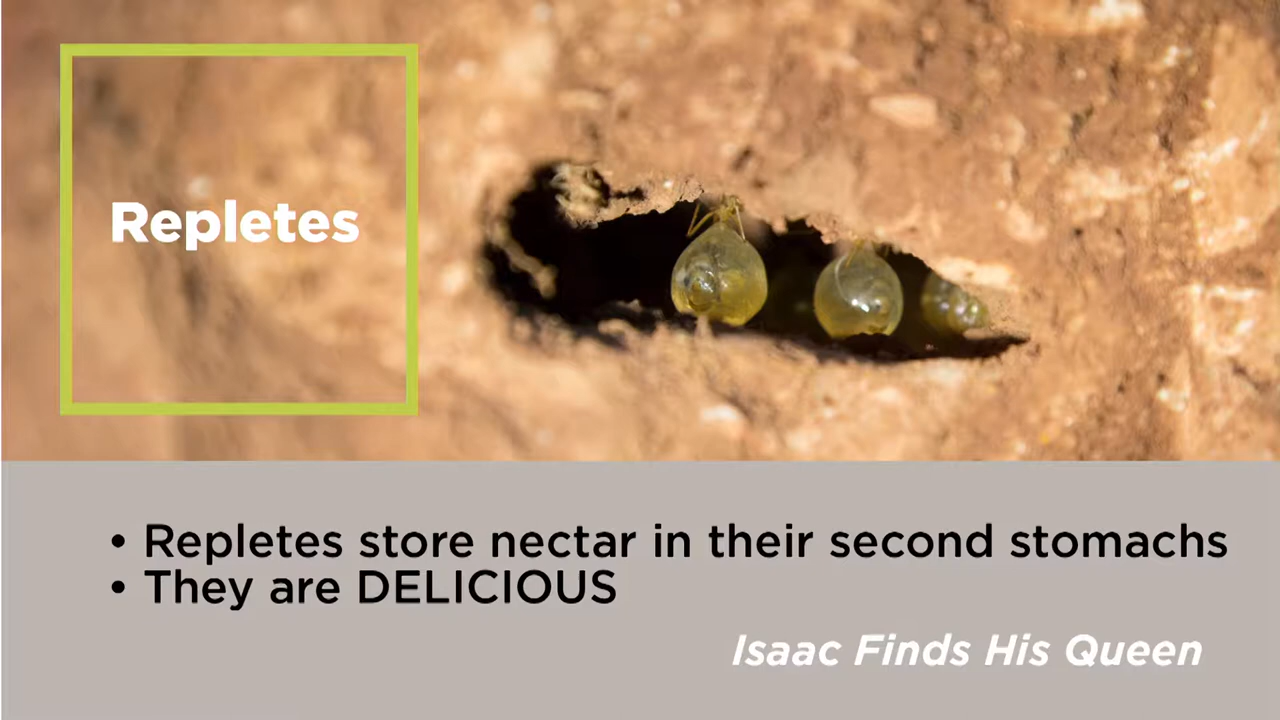 Repletes
• Repletes store nectar in their second stomachs
• They are DELICIOUS
Isaac Finds His Queen